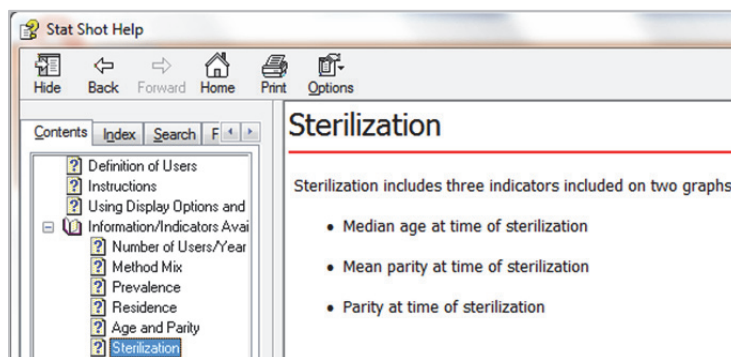 Stat Shot Help
Hide Back Forward Home Print Options
Contents Index Search F
Definition of Users
Instructions
Using Display Options and
Information/Indicators Avai
Number of Users/Year
Method Mix
Prevalence
Residence
Age and Parity
Sterilization
Sterilization
Sterilization includes three indicators included on two graphs
• Median age at time of sterilization
• Mean parity at time of sterilization
• Parity at time of sterilization